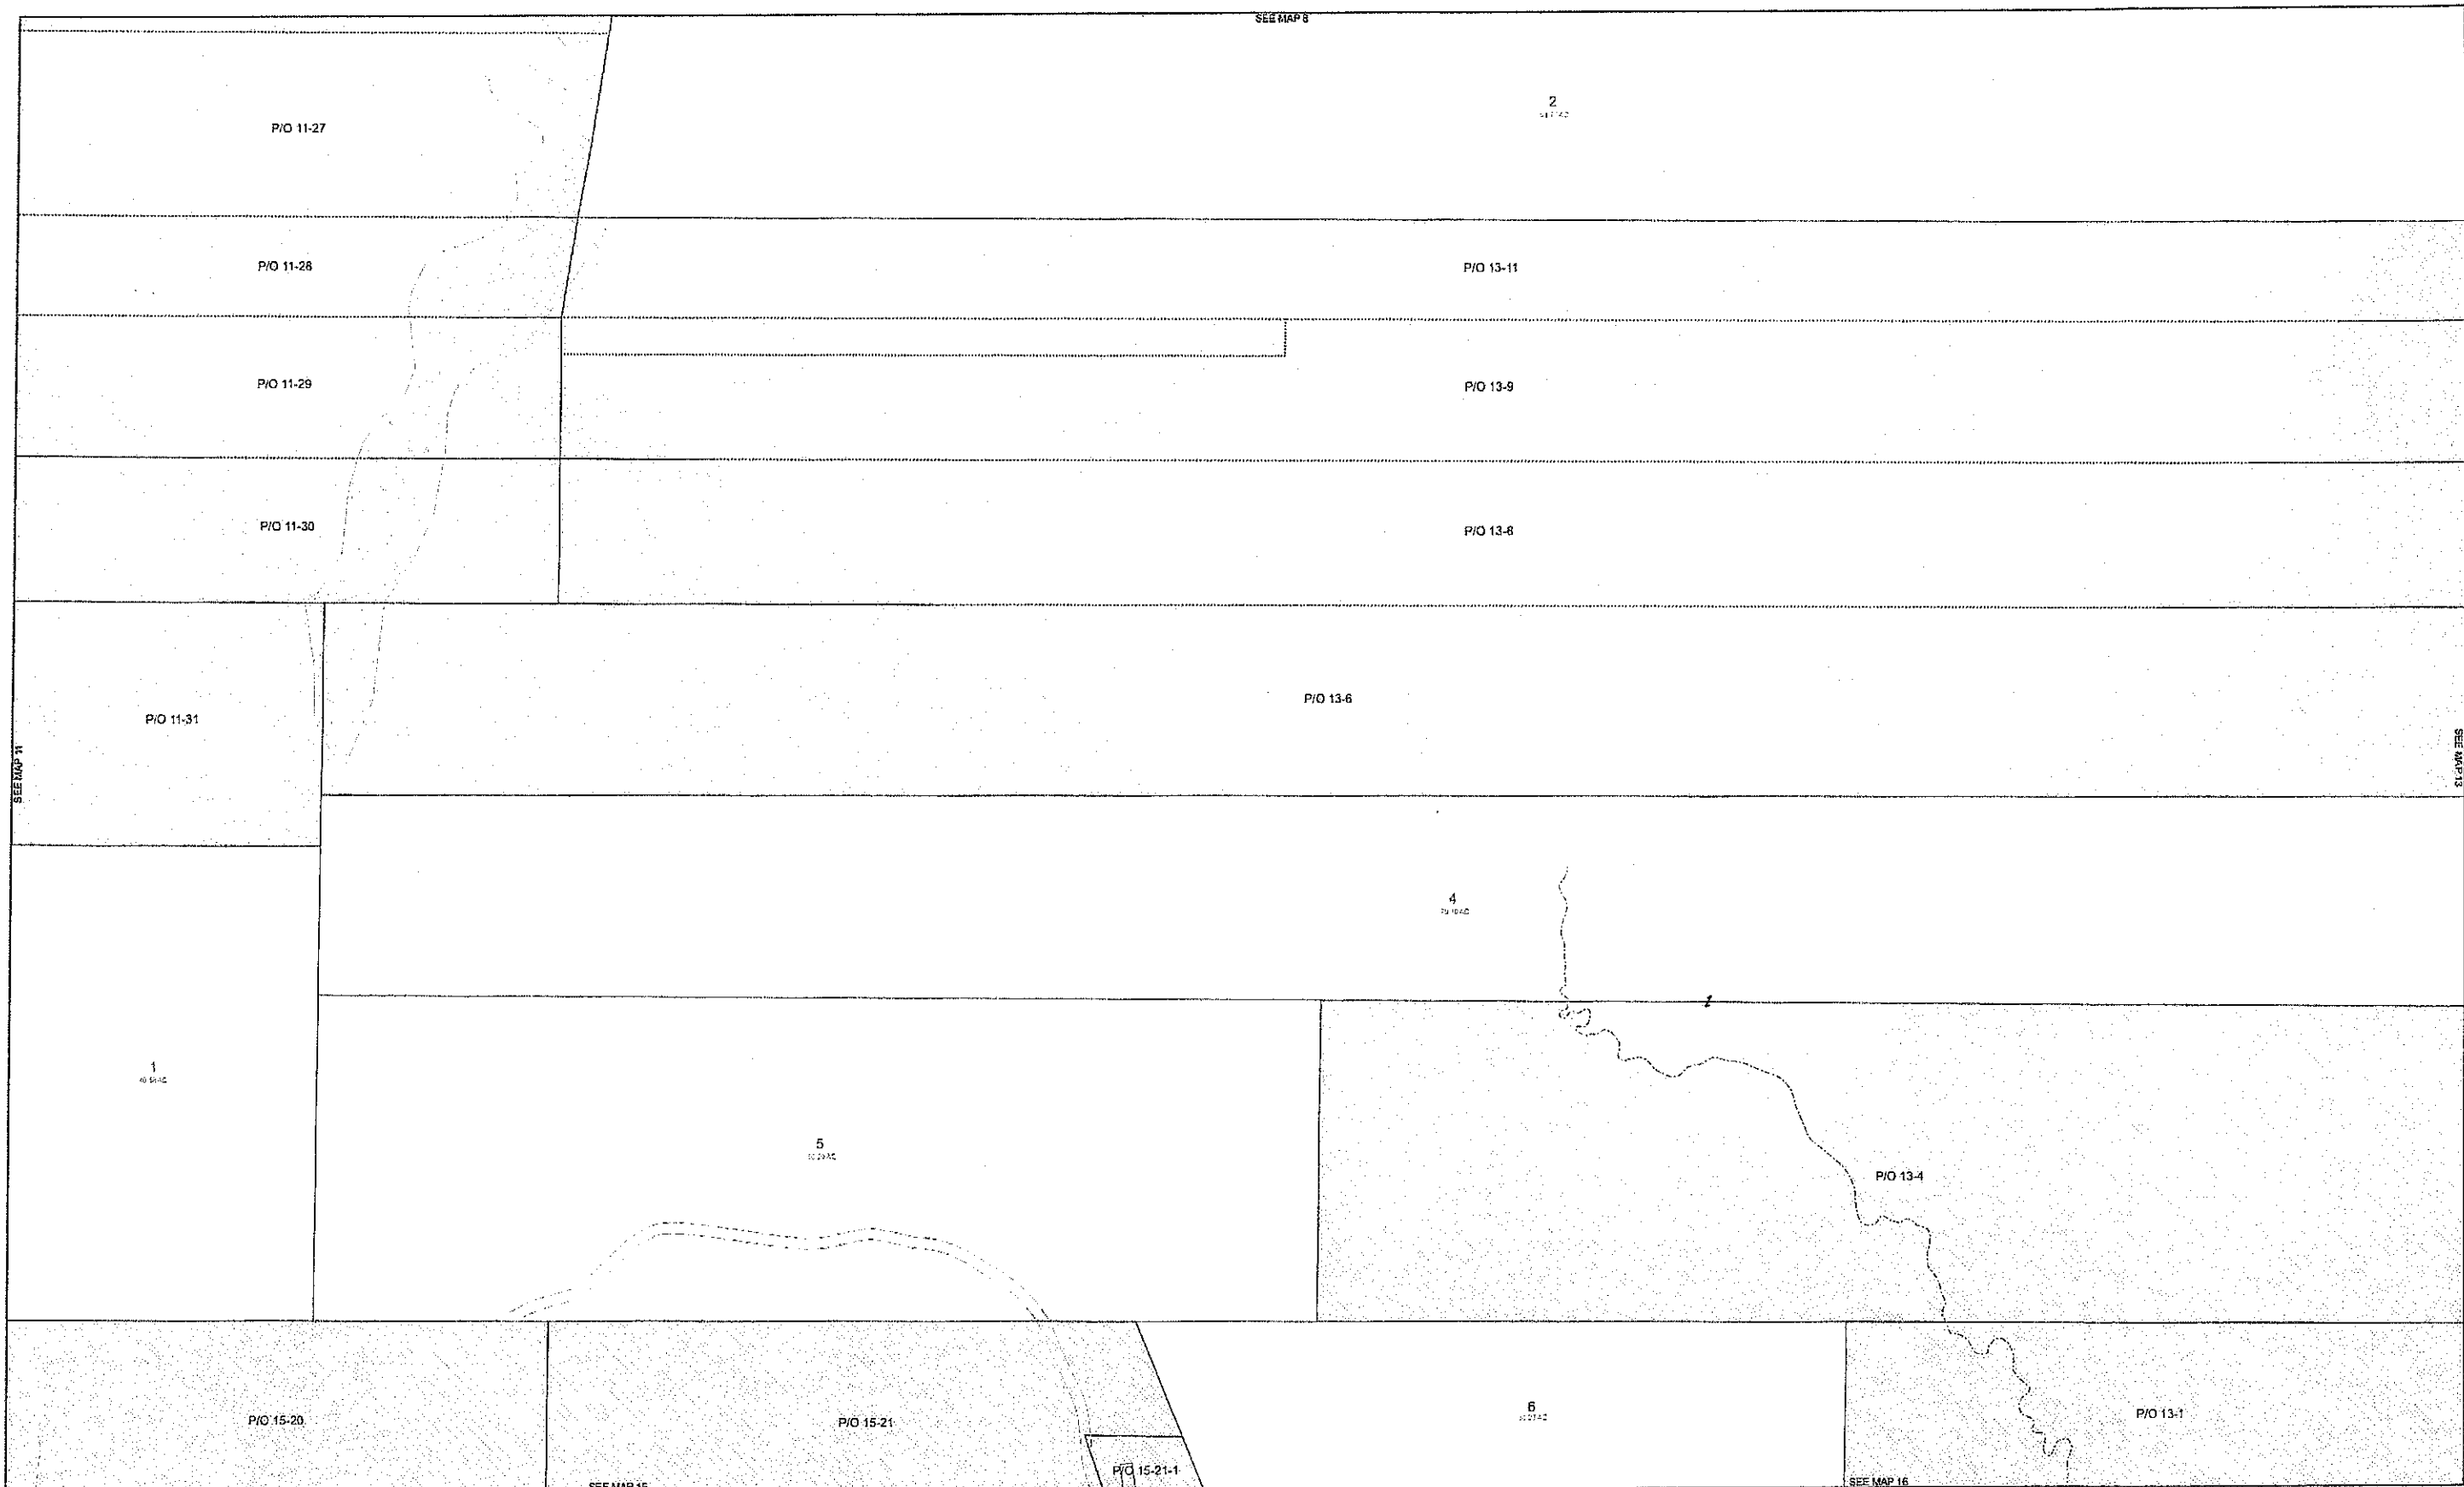 SEE MAP 8
2
P/O 11-27
P/O 11-28
P/O 13-11
P/O 11-29
P/O 13-9
P/O 11-30
P/O 13-8
P/O 13-6
P/O 11-31
SEE MAP 11
SEE MAP 13
4
1
5
P/O 13-4
P/O 15-20
P/O 15-21
6
P/O 13-1
P/O 15-21-1
SEE MAP 15
SEE MAP 16